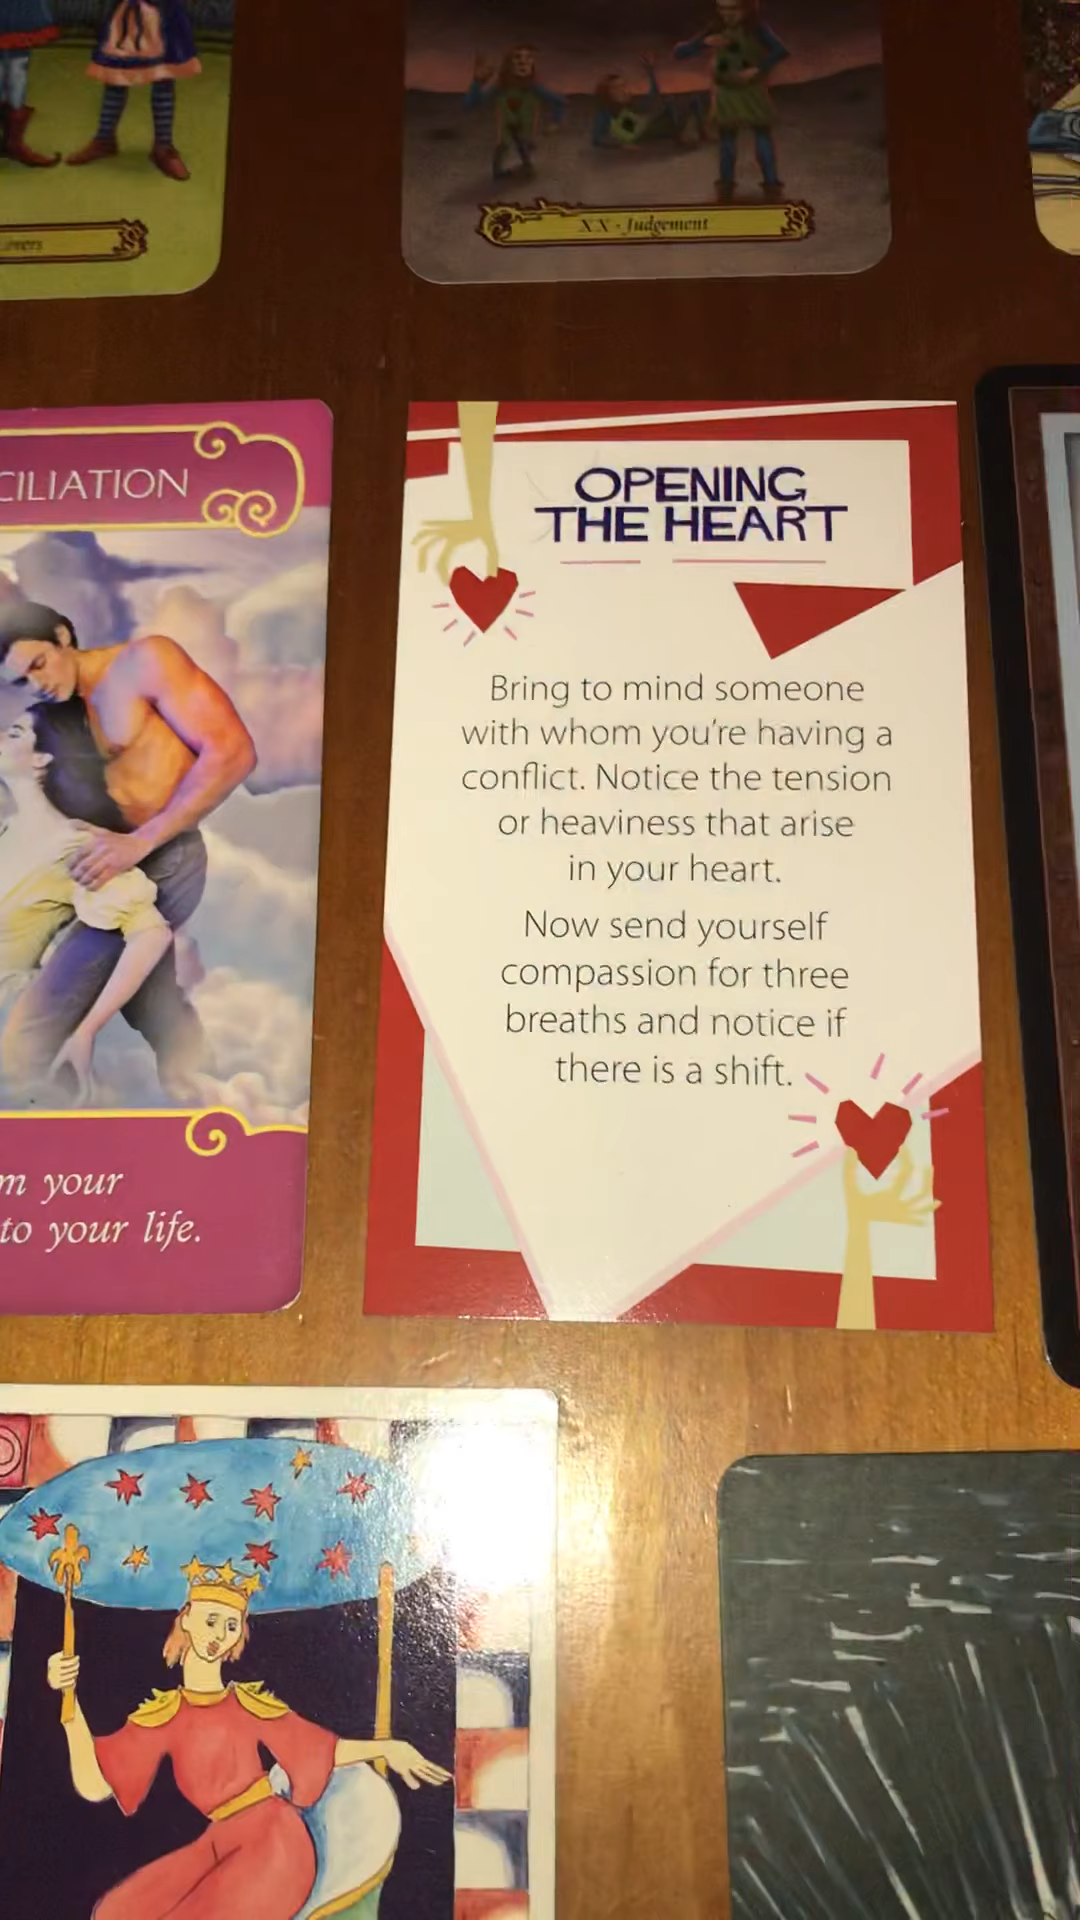 overs
XX - Judgement
CILIATION
OPENING
THE HEART
Bring to mind someone
with whom you're having a
conflict. Notice the tension
or heaviness that arise
in your heart.
Now send yourself
compassion for three
breaths and notice if
there is a shift.
m your
to your life.